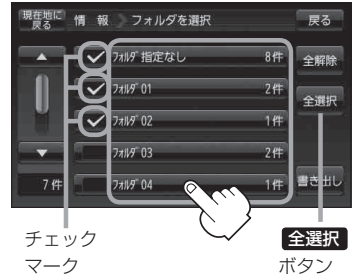 現在地に
戻る
情 報 フォルダを選択
戻る
フォルダ指定なし 8件
全解除
フォルダ01 2件
全選択
フォルダ02 1件
フォルダ03 2件
7件
フォルダ04 1件
書き出し
チェック
マーク
全選択
ボタン